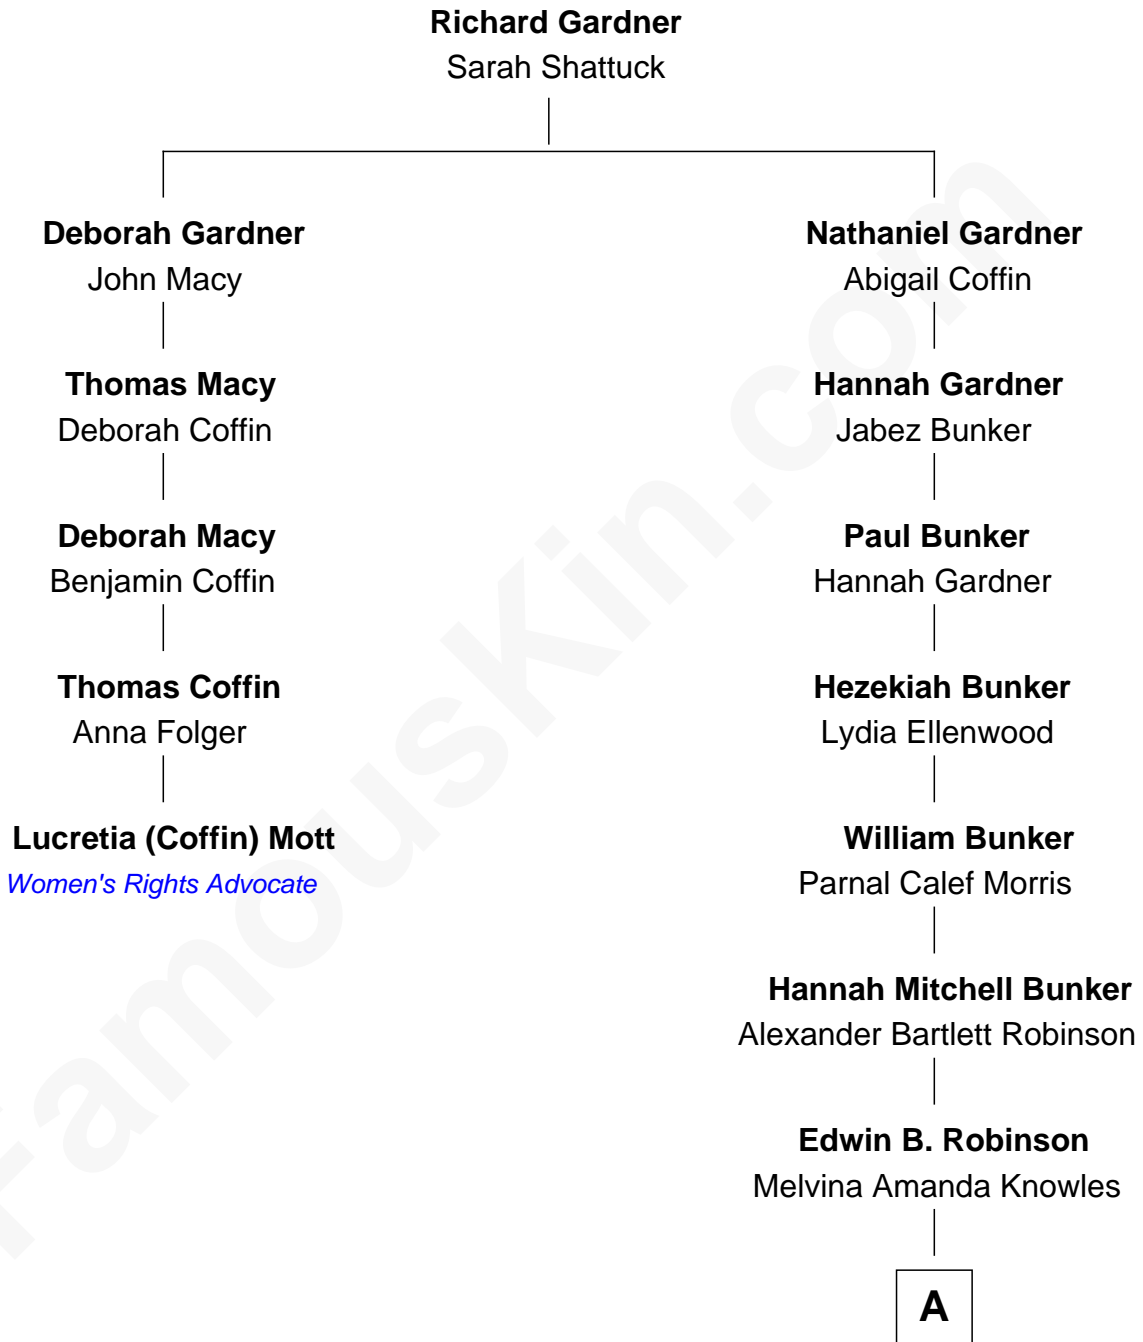 Richard Gardner
Sarah Shattuck
Deborah Gardner
John Macy
Nathaniel Gardner
Abigail Coffin
Thomas Macy
Deborah Coffin
Hannah Gardner
Jabez Bunker
Deborah Macy
Benjamin Coffin
Paul Bunker
Hannah Gardner
Thomas Coffin
Anna Folger
Hezekiah Bunker
Lydia Ellenwood
Lucretia (Coffin) Mott
Women's Rights Advocate
William Bunker
Parnal Calef Morris
Hannah Mitchell Bunker
Alexander Bartlett Robinson
Edwin B. Robinson
Melvina Amanda Knowles
A
FamousKin.com